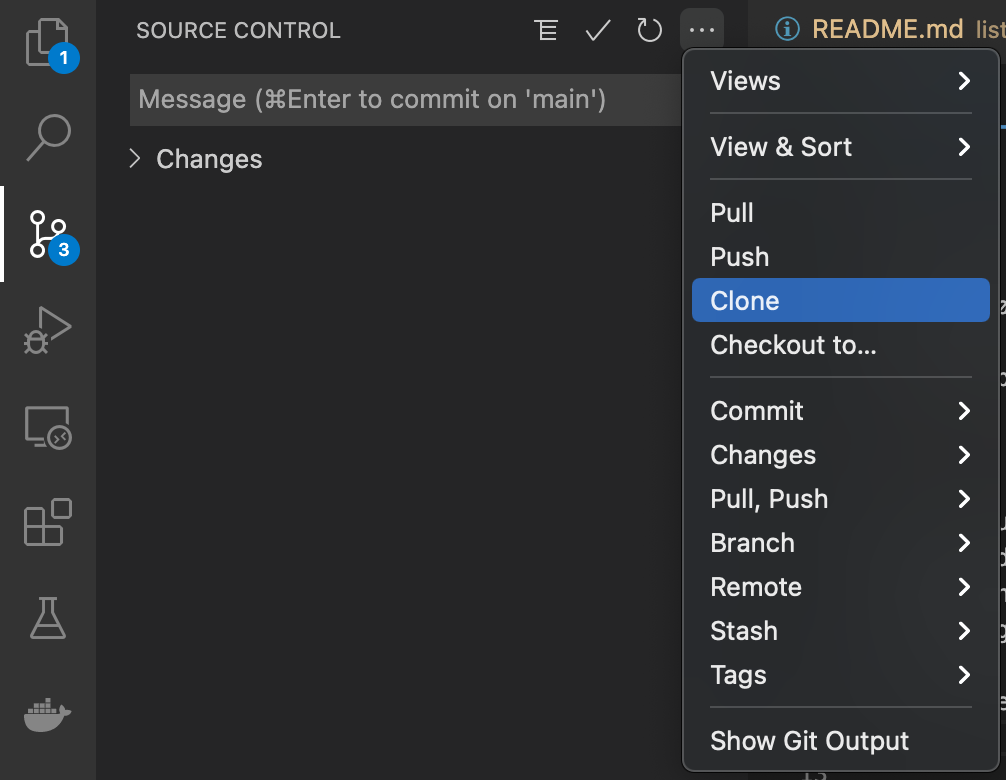 SOURCE CONTROL
README.md list
1
Message (⌘Enter to commit on 'main')
Changes
3
Views
View & Sort
Pull
Push
Clone
Checkout to...
Commit
Changes
Pull, Push
Branch
Remote
Stash
Tags
Show Git Output
13